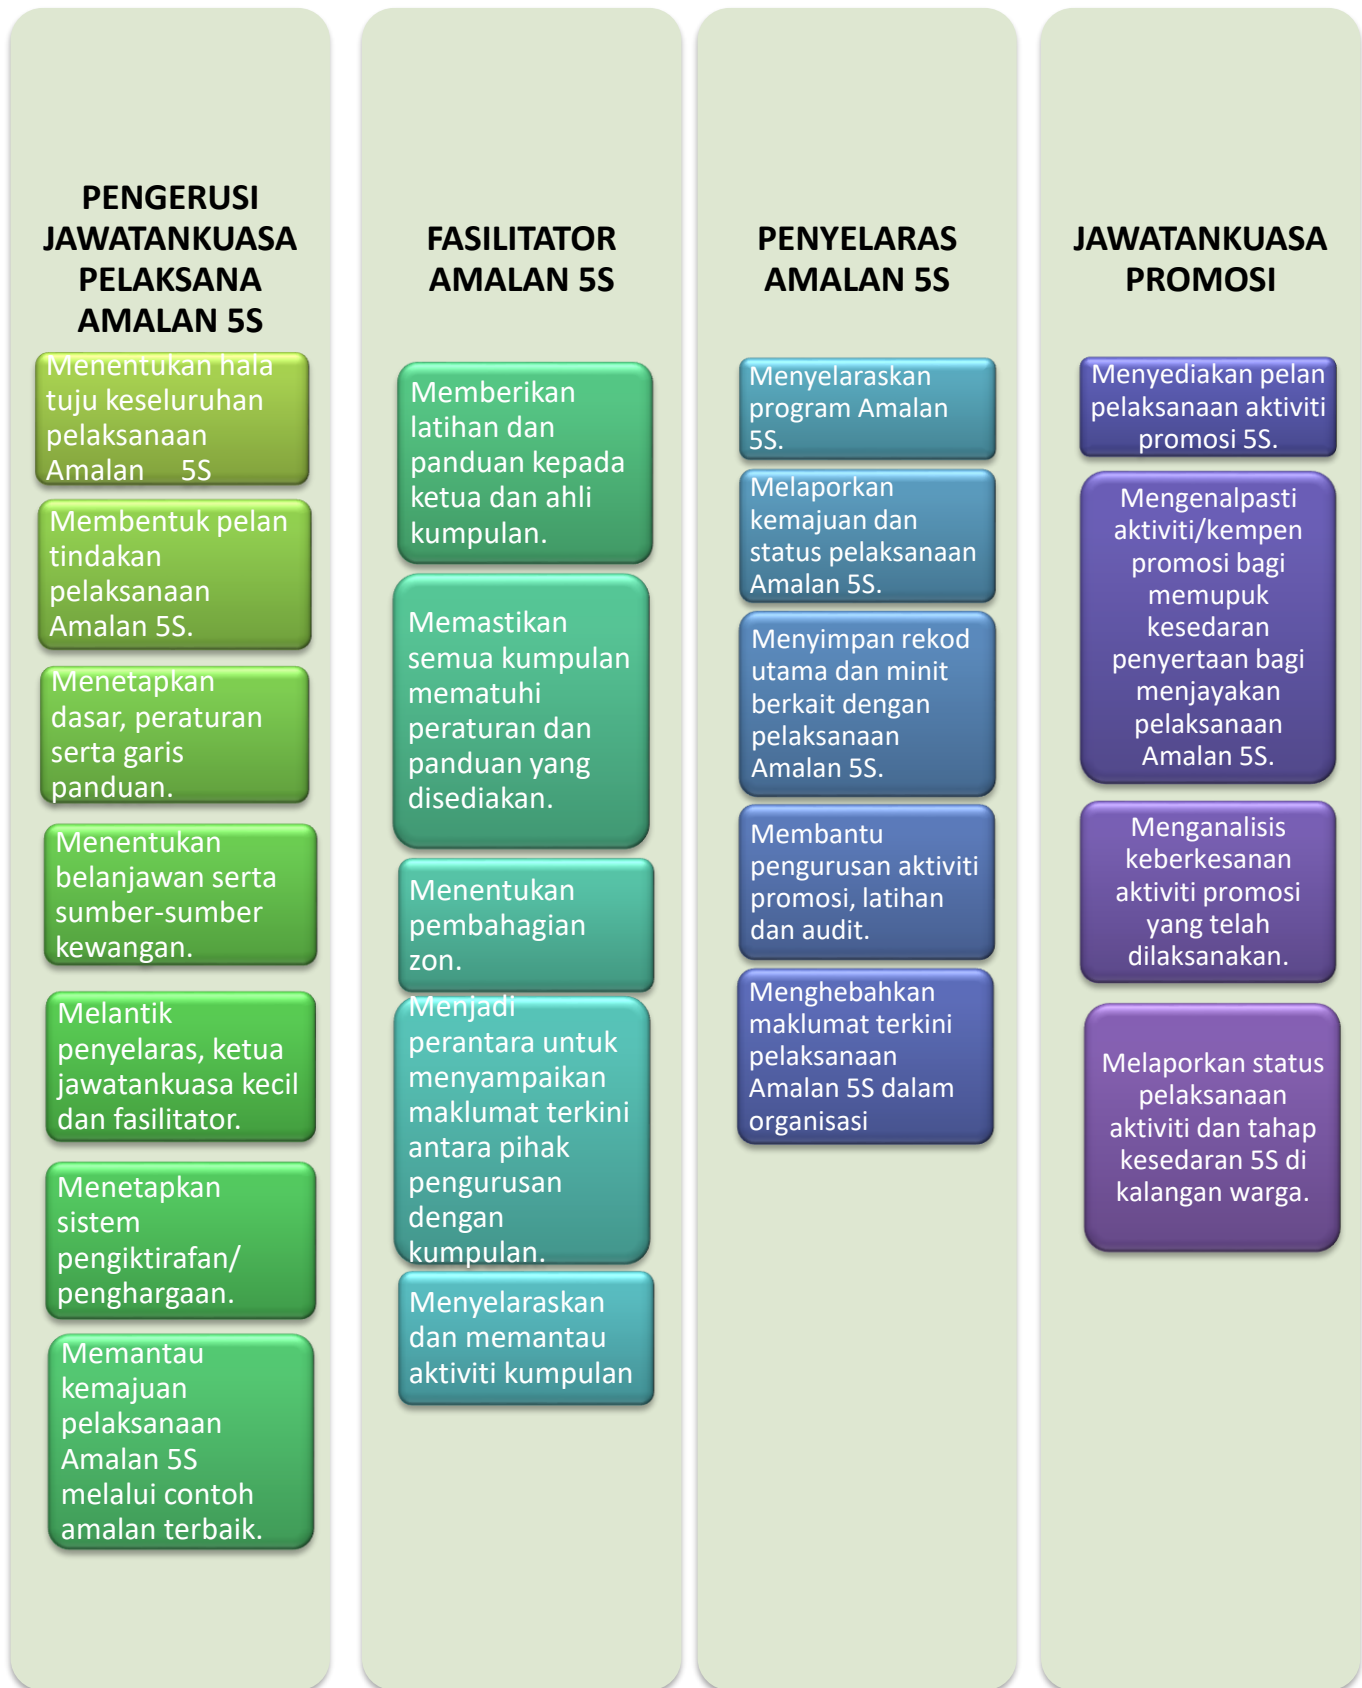 PENGERUSI
JAWATANKUASA
PELAKSANA
AMALAN 5S
Menentukan hala
tuju keseluruhan
pelaksanaan
Amalan 5S
Membentuk pelan
tindakan
pelaksanaan
Amalan 5S.
Menetapkan
dasar, peraturan
serta garis
panduan.
Menentukan
belanjawan serta
sumber-sumber
kewangan.
Melantik
penyelaras, ketua
jawatankuasa kecil
dan fasilitator.
Menetapkan
sistem
pengiktirafan/
penghargaan.
Memantau
kemajuan
pelaksanaan
Amalan 5S
melalui contoh
amalan terbaik.
FASILITATOR
AMALAN 5S
Memberikan
latihan dan
panduan kepada
ketua dan ahli
kumpulan.
Memastikan
semua kumpulan
mematuhi
peraturan dan
panduan yang
disediakan.
Menentukan
pembahagian
zon.
Menjadi
perantara untuk
menyampaikan
maklumat terkini
antara pihak
pengurusan
dengan
kumpulan.
Menyelaraskan
dan memantau
aktiviti kumpulan
PENYELARAS
AMALAN 5S
Menyelaraskan
program Amalan
5S.
Melaporkan
kemajuan dan
status pelaksanaan
Amalan 5S.
Menyimpan rekod
utama dan minit
berkait dengan
pelaksanaan
Amalan 5S.
Membantu
pengurusan aktiviti
promosi, latihan
dan audit.
Menghebahkan
maklumat terkini
pelaksanaan
Amalan 5S dalam
organisasi
JAWATANKUASA
PROMOSI
Menyediakan pelan
pelaksanaan aktiviti
promosi 5S.
Mengenalpasti
aktiviti/kempen
promosi bagi
memupuk
kesedaran
penyertaan bagi
menjayakan
pelaksanaan
Amalan 5S.
Menganalisis
keberkesanan
aktiviti promosi
yang telah
dilaksanakan.
Melaporkan status
pelaksanaan
aktiviti dan tahap
kesedaran 5S di
kalangan warga.